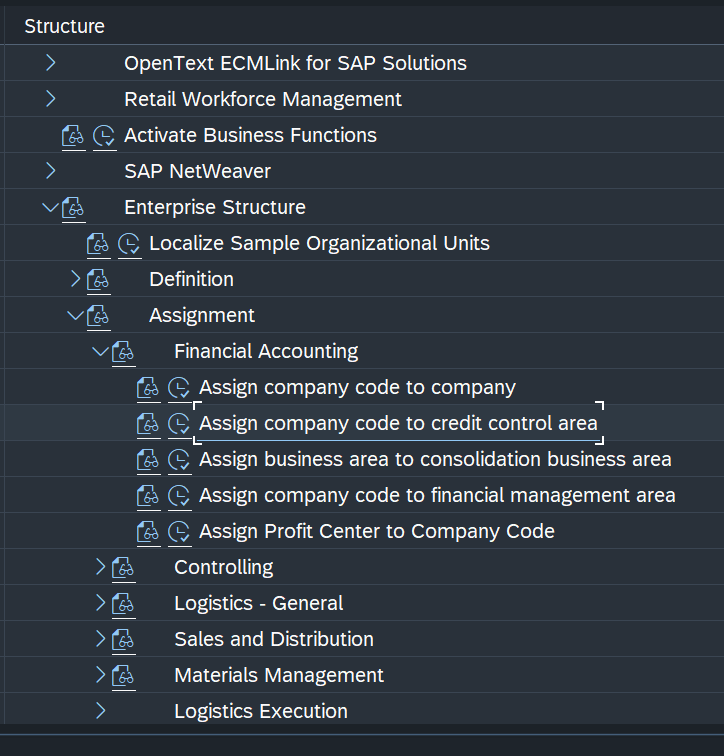 Structure
OpenText ECMLink for SAP Solutions
Retail Workforce Management
Activate Business Functions
SAP NetWeaver
Enterprise Structure
Localize Sample Organizational Units
Definition
Assignment
Financial Accounting
Assign company code to company
Assign company code to credit control area
Assign business area to consolidation business area
Assign company code to financial management area
Assign Profit Center to Company Code
Controlling
Logistics - General
Sales and Distribution
Materials Management
Logistics Execution